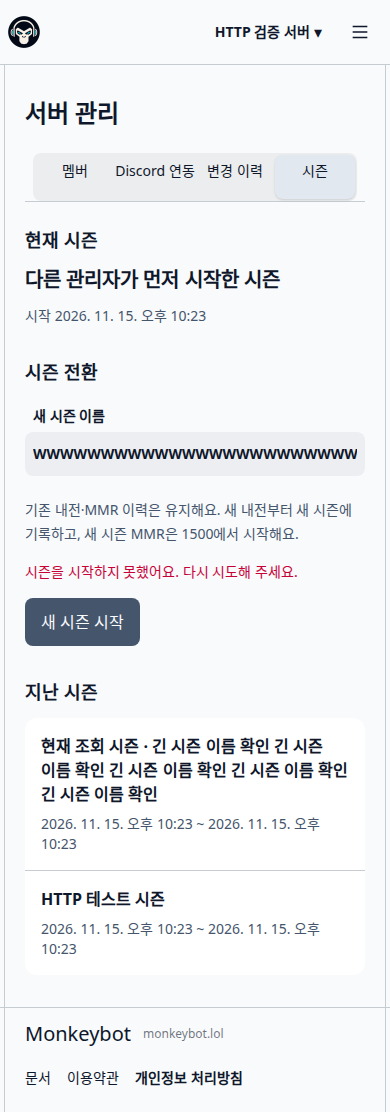 HTTP 검증 서버 ▼
서버 관리
멤버 Discord 연동 변경 이력 시즌
현재 시즌
다른 관리자가 먼저 시작한 시즌
시작 2026. 11. 15. 오후 10:23
시즌 전환
새 시즌 이름
기존 내전·MMR 이력은 유지해요. 새 내전부터 새 시즌에
기록하고, 새 시즌 MMR은 1500에서 시작해요.
시즌을 시작하지 못했어요. 다시 시도해 주세요.
새 시즌 시작
지난 시즌
현재 조회 시즌 · 긴 시즌 이름 확인 긴 시즌
이름 확인 긴 시즌 이름 확인 긴 시즌 이름 확인
긴 시즌 이름 확인
2026. 11. 15. 오후 10:23 ~ 2026. 11. 15. 오후
10:23
HTTP 테스트 시즌
2026. 11. 15. 오후 10:23 ~ 2026. 11. 15. 오후
10:23
Monkeybot monkeybot.lol
문서 이용약관 개인정보 처리방침